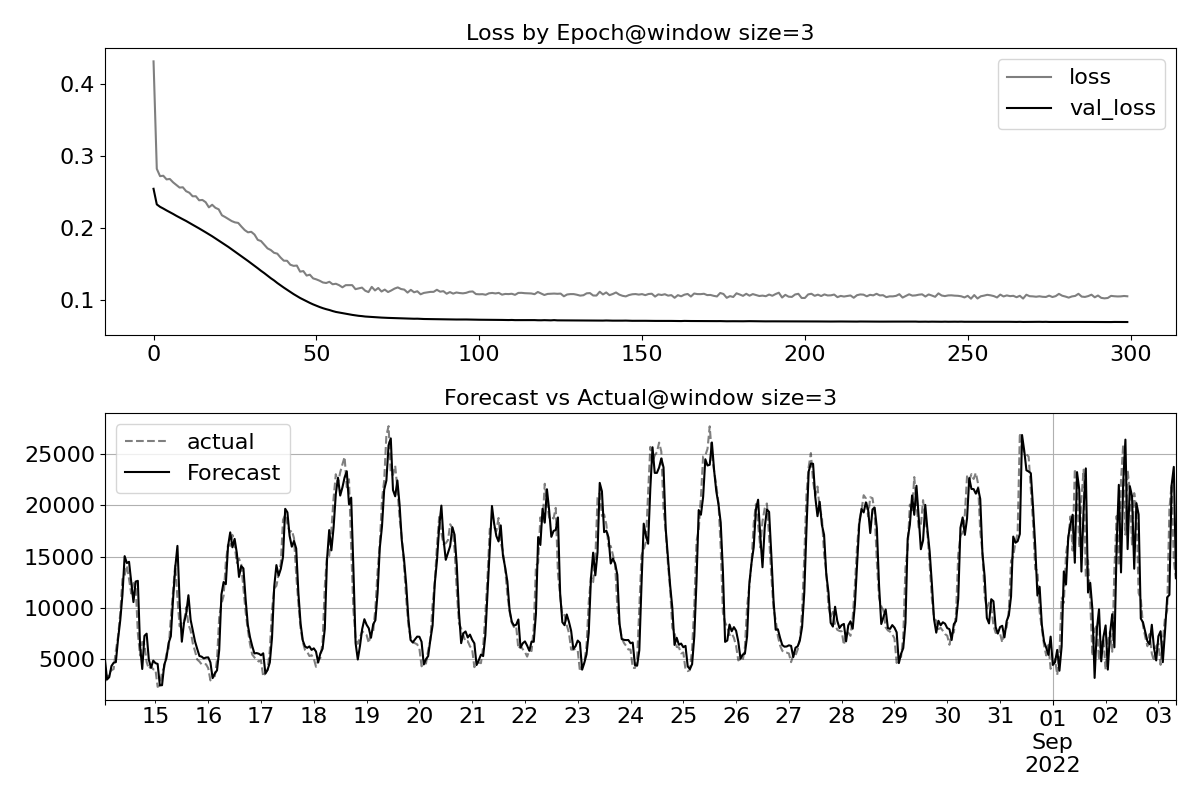 Loss by Epoch@window size=3
0.4
0.3
0.2
0.1
loss
val_loss
0 50 100 150 200 250 300
Forecast vs Actual@window size=3
25000
20000
15000
10000
5000
actual
Forecast
15 16 17 18 19 20 21 22 23 24 25 26 27 28 29 30 31 01 02 03
Sep
2022